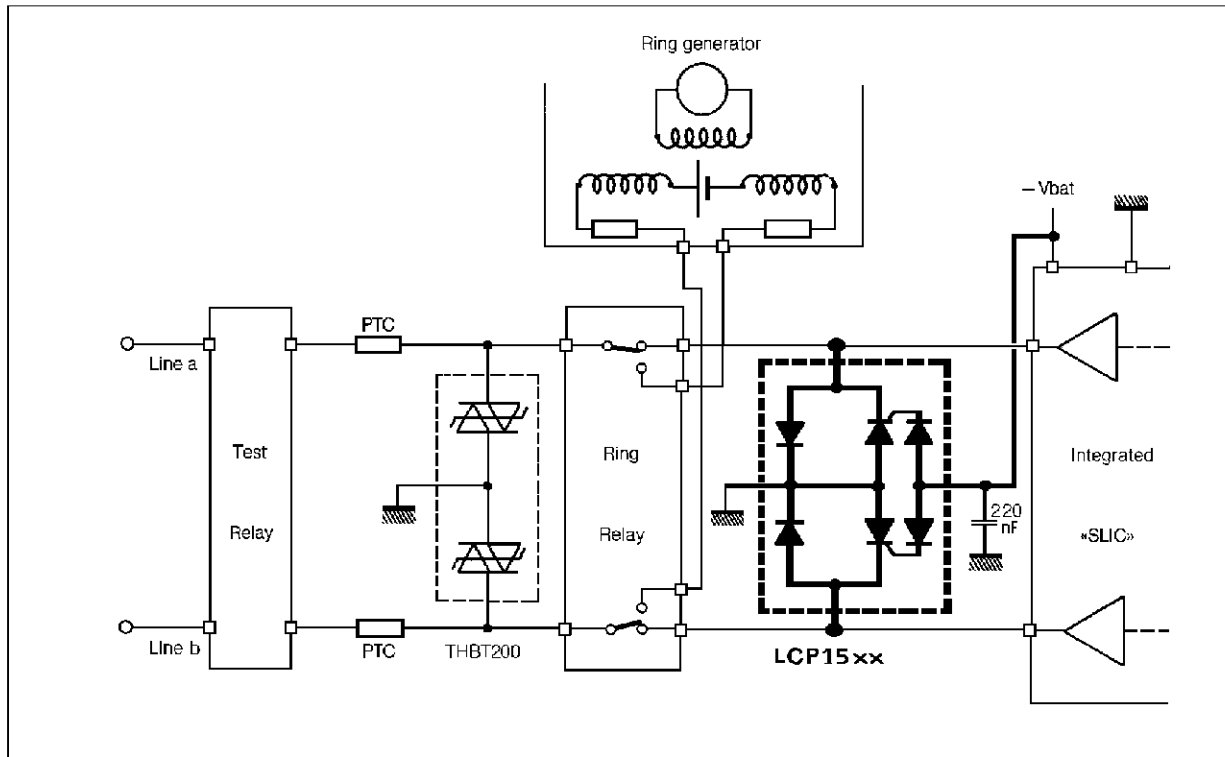 Ring generator
– Vbat
PTC
Line a
Test
Relay
Ring
Relay
Integrated
«SLIC»
220
nF
Line b
PTC
THBT200
LCP15xx